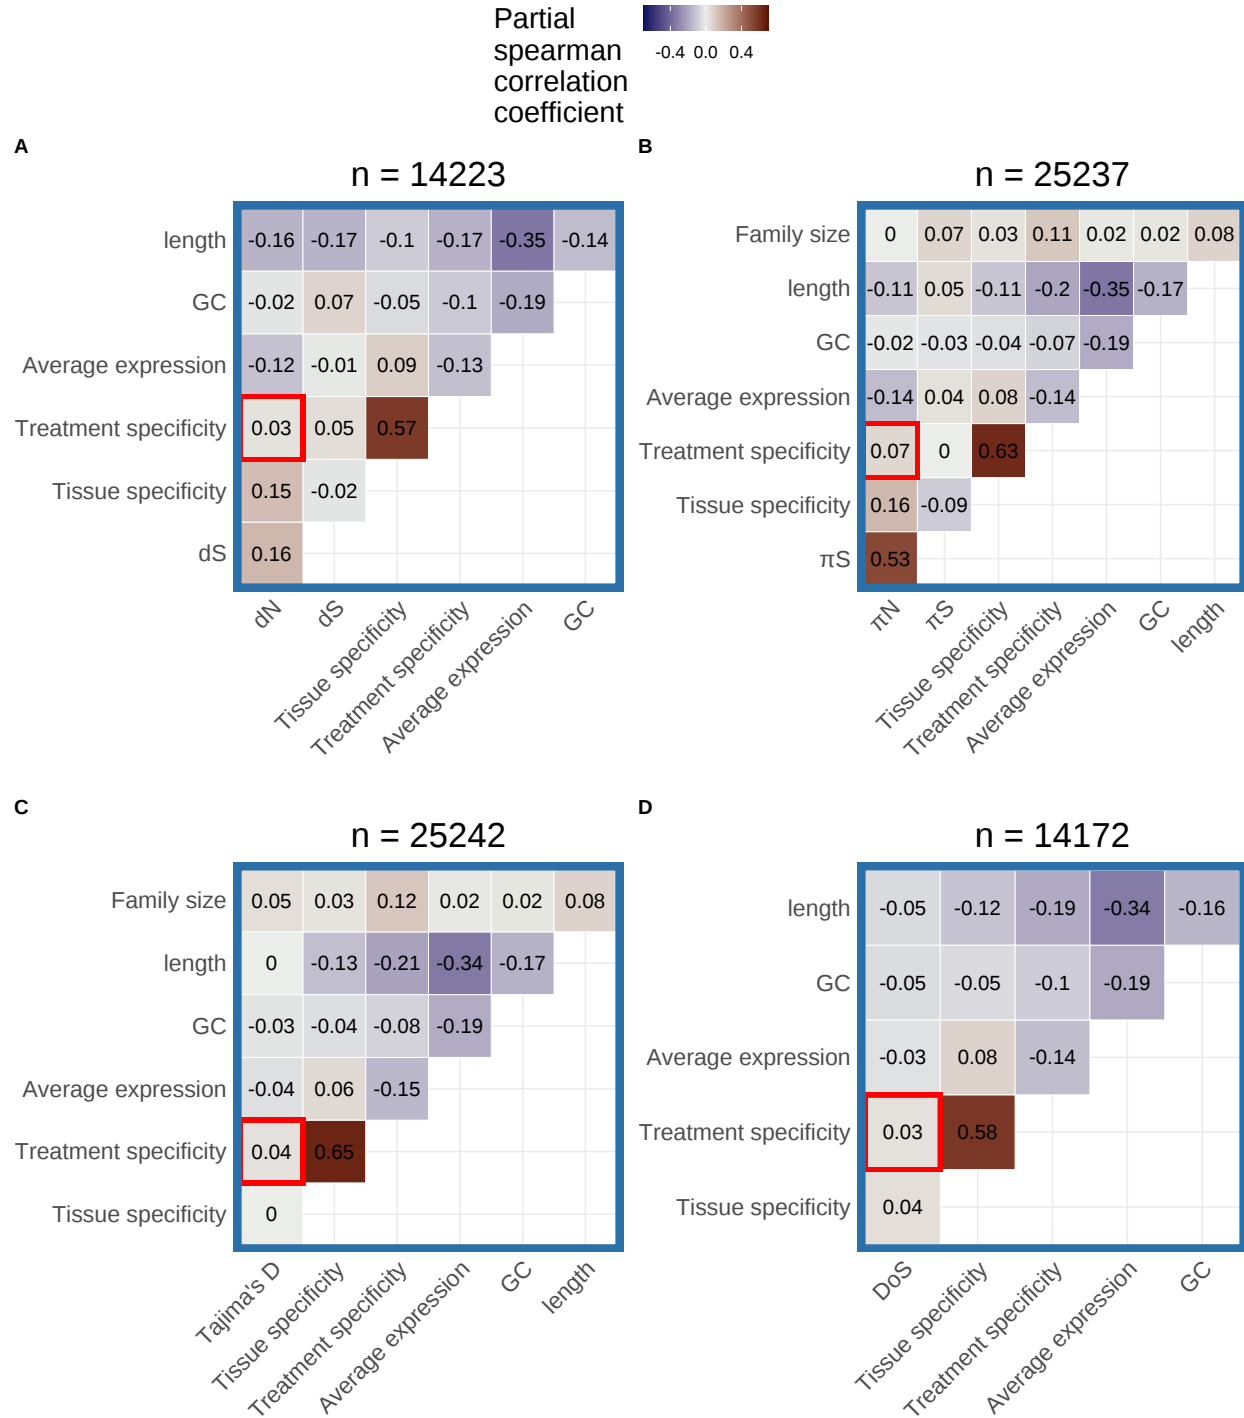 Partial
spearman
correlation
coefficient
-0.4 0.0 0.4
A
n = 14223
length -0.16 -0.17 -0.1 -0.17 -0.35 -0.14
GC -0.02 0.07 -0.05 -0.1 -0.19
Average expression -0.12 -0.01 0.09 -0.13
Treatment specificity 0.03 0.05 0.57
Tissue specificity 0.15 -0.02
dS 0.16
dN dS Tissue specificity Treatment specificity Average expression GC
B
n = 25237
Family size 0 0.07 0.03 0.11 0.02 0.02 0.08
length -0.11 0.05 -0.11 -0.2 -0.35 -0.17
GC -0.02 -0.03 -0.04 -0.07 -0.19
Average expression -0.14 0.04 0.08 -0.14
Treatment specificity 0.07 0 0.63
Tissue specificity 0.16 -0.09
πS 0.53
πN πS Tissue specificity Treatment specificity Average expression GC length
C
n = 25242
Family size 0.05 0.03 0.12 0.02 0.02 0.08
length 0 -0.13 -0.21 -0.34 -0.17
GC -0.03 -0.04 -0.08 -0.19
Average expression -0.04 0.06 -0.15
Treatment specificity 0.04 0.65
Tissue specificity 0
Tajima's D Tissue specificity Treatment specificity Average expression GC length
D
n = 14172
length -0.05 -0.12 -0.19 -0.34 -0.16
GC -0.05 -0.05 -0.1 -0.19
Average expression -0.03 0.08 -0.14
Treatment specificity 0.03 0.58
Tissue specificity 0.04
DoS Tissue specificity Treatment specificity Average expression GC